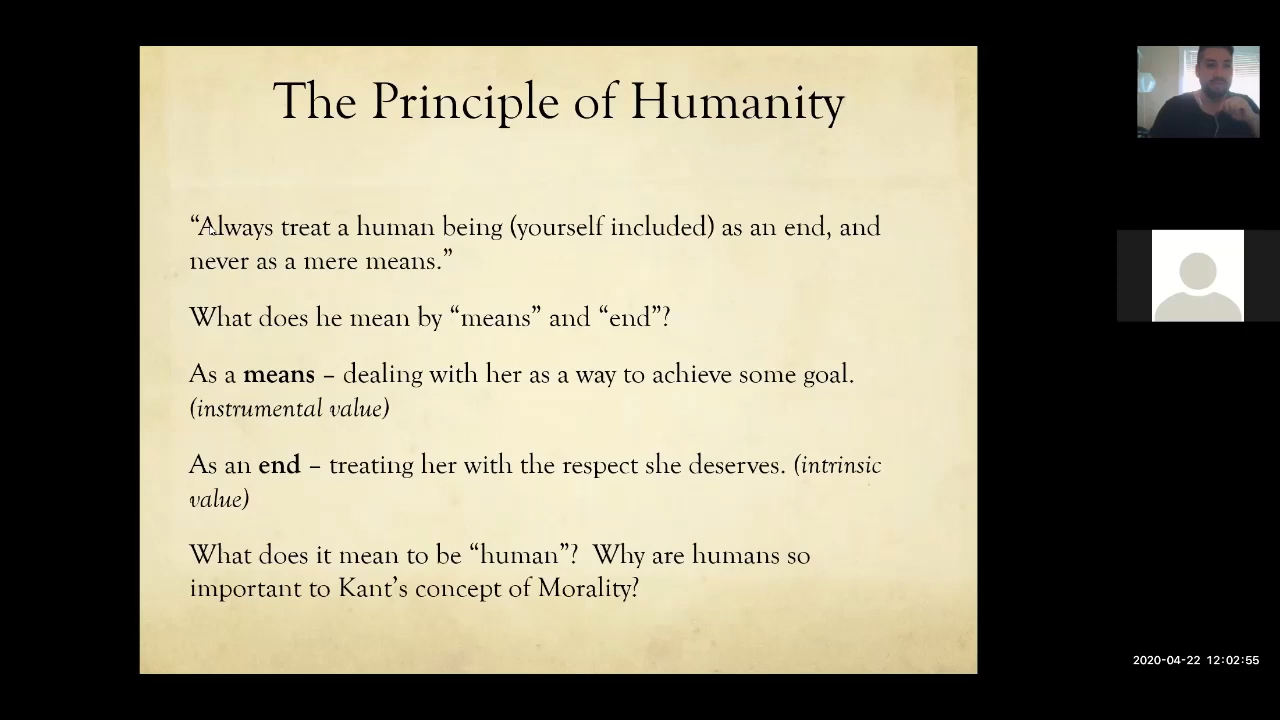 The Principle of Humanity
“Always treat a human being (yourself included) as an end, and
never as a mere means.”
What does he mean by “means” and “end”?
As a means – dealing with her as a way to achieve some goal.
(instrumental value)
As an end – treating her with the respect she deserves. (intrinsic
value)
What does it mean to be “human”?  Why are humans so
important to Kant’s concept of Morality?
2020-04-22 12:02:55